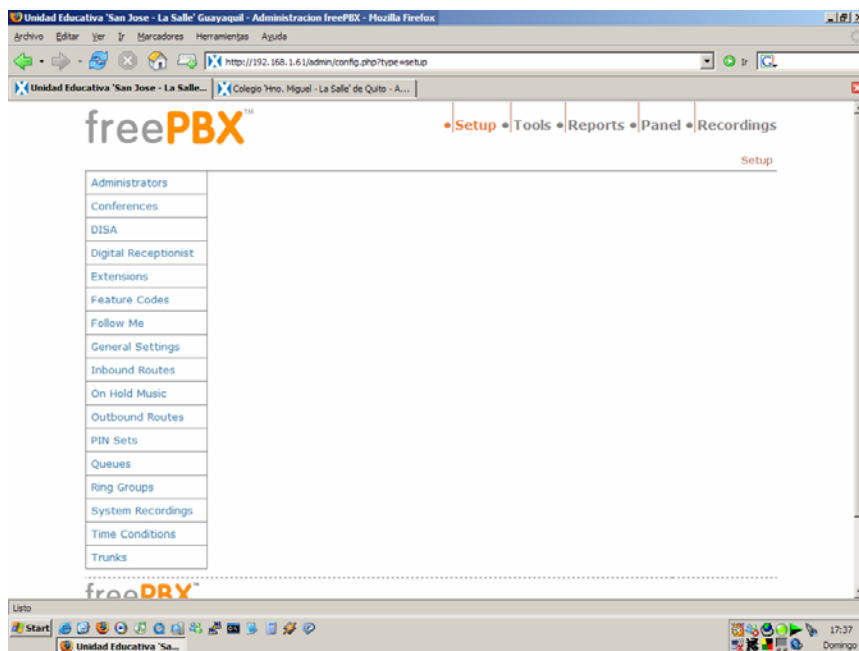 Unidad Educativa 'San Jose - La Salle' Guayaquil - Administracion freePBX - Mozilla Firefox
Archivo Editar Ver Ir Marcadores Herramientas Ayuda
http://192.168.1.61/admin/config.php?type=setup
Ir
Unidad Educativa 'San Jose - La Salle... Colegio 'Hno. Miguel - La Salle' de Quito - A...
freePBX™
Setup Tools Reports Panel Recordings
Setup
Administrators
Conferences
DISA
Digital Receptionist
Extensions
Feature Codes
Follow Me
General Settings
Inbound Routes
On Hold Music
Outbound Routes
PIN Sets
Queues
Ring Groups
System Recordings
Time Conditions
Trunks
freePBX™
Listo
Start
17:37
Unidad Educativa 'Sa...
Domingo